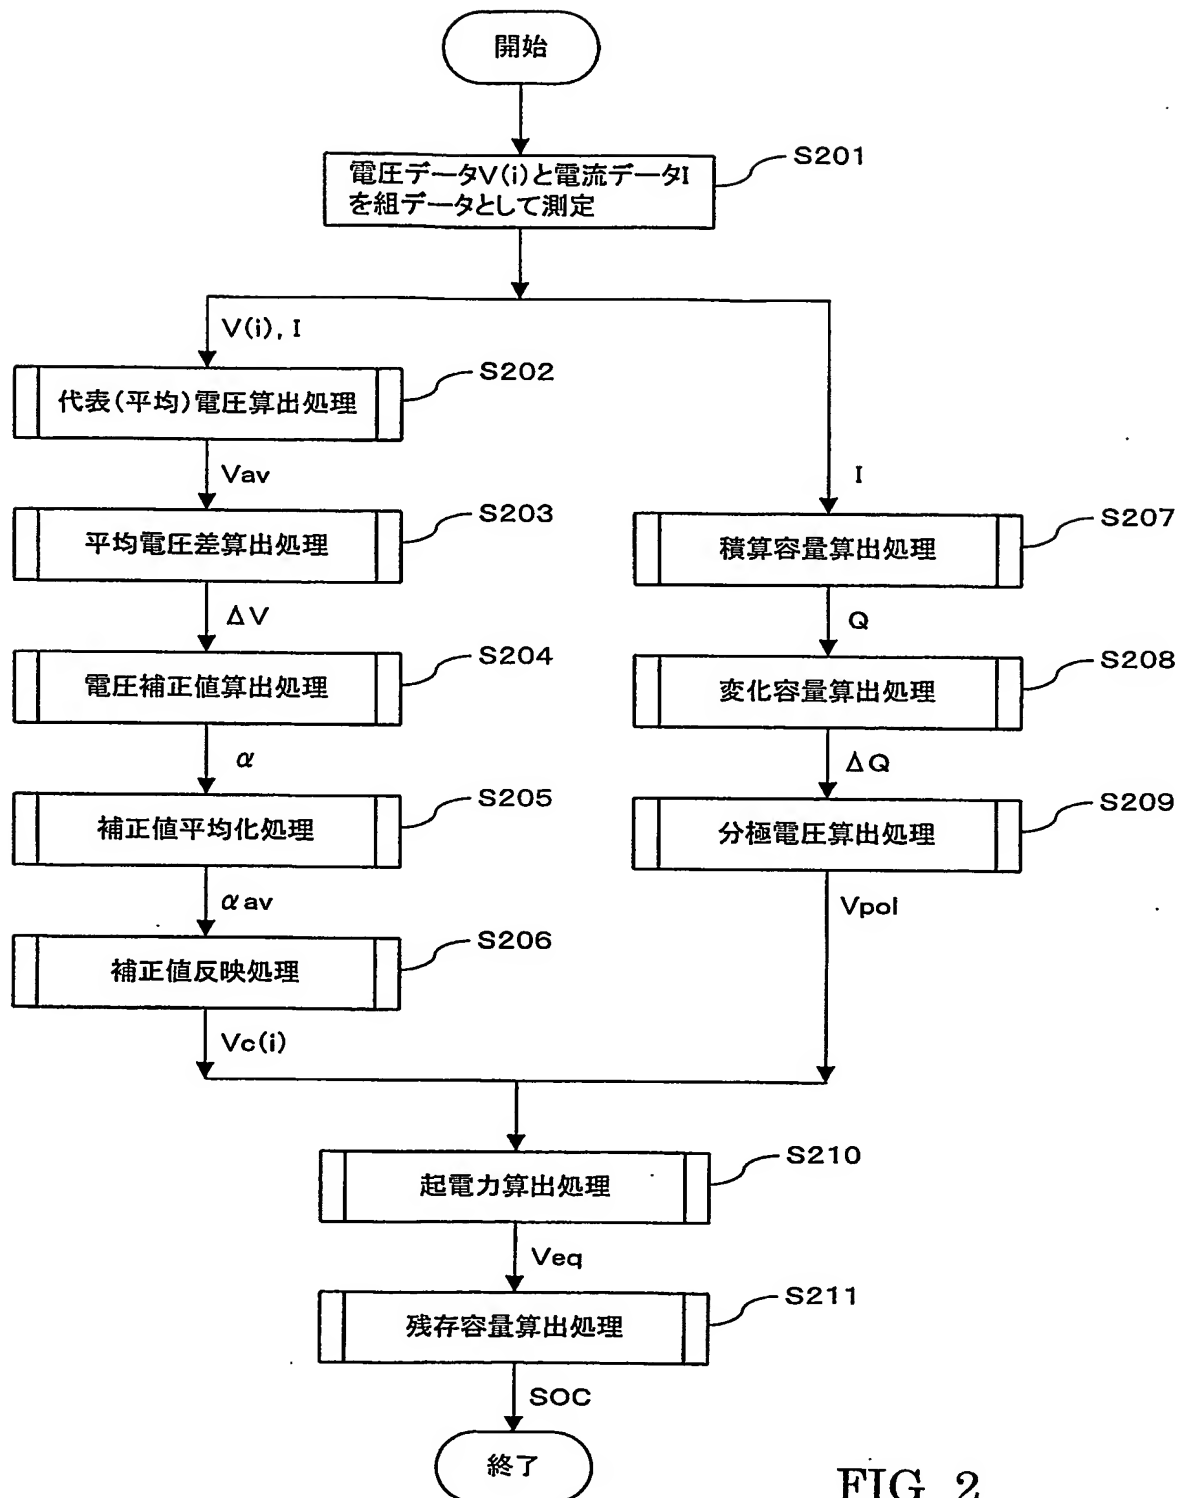 開始
電圧データV(i)と電流データI
を組データとして測定
S201
V(i), I
代表(平均)電圧算出処理
S202
Vav
平均電圧差算出処理
S203
ΔV
電圧補正値算出処理
S204
α
補正値平均化処理
S205
αav
補正値反映処理
S206
Vc(i)
I
積算容量算出処理
S207
Q
変化容量算出処理
S208
ΔQ
分極電圧算出処理
S209
Vpol
起電力算出処理
S210
Veq
残存容量算出処理
S211
SOC
終了
FIG. 2